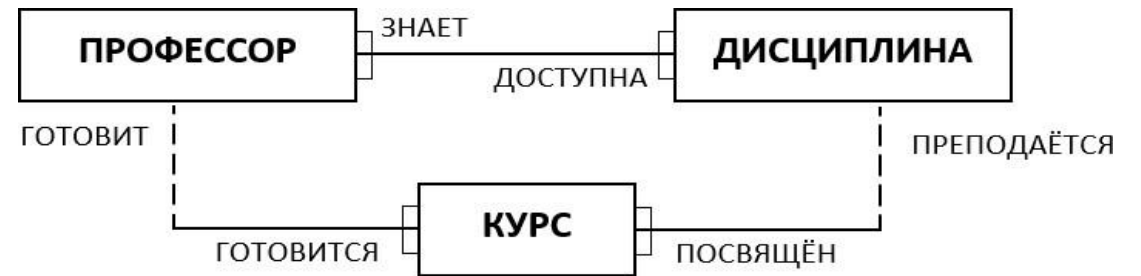 ПРОФЕССОР
ЗНАЕТ
ДОСТУПНА
ДИСЦИПЛИНА
ГОТОВИТ
ПРЕПОДАЁТСЯ
ГОТОВИТСЯ
КУРС
ПОСВЯЩЁН